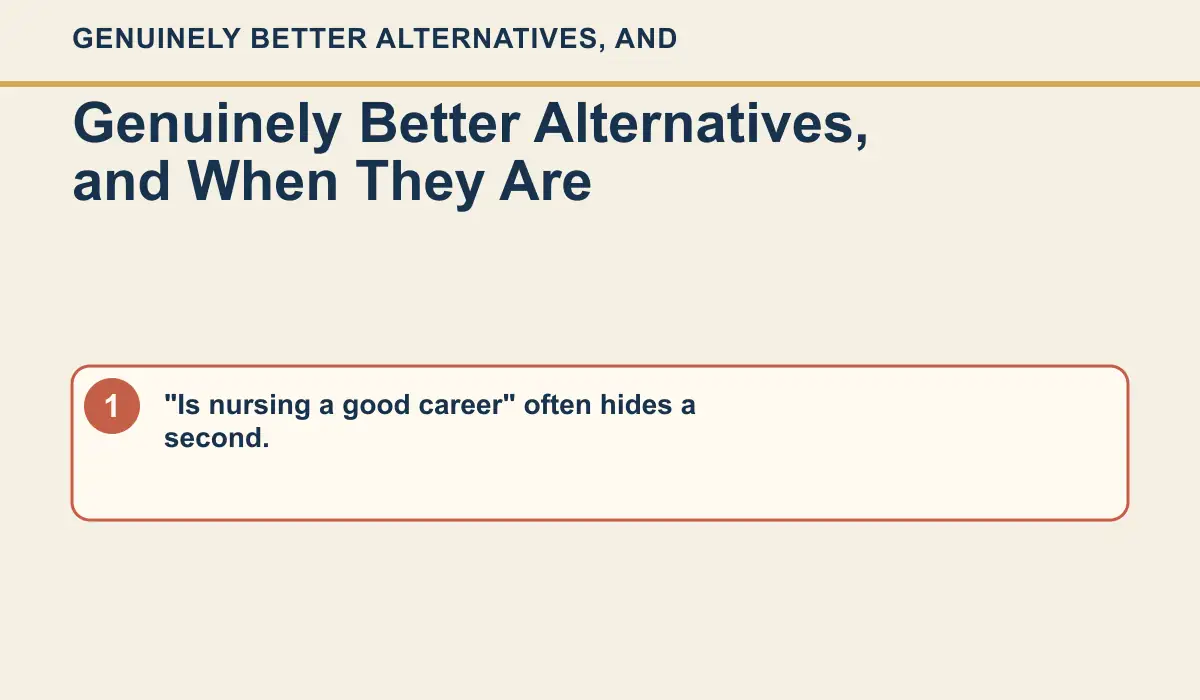 GENUINELY BETTER ALTERNATIVES, AND
Genuinely Better Alternatives,
and When They Are
1
"Is nursing a good career" often hides a
second.